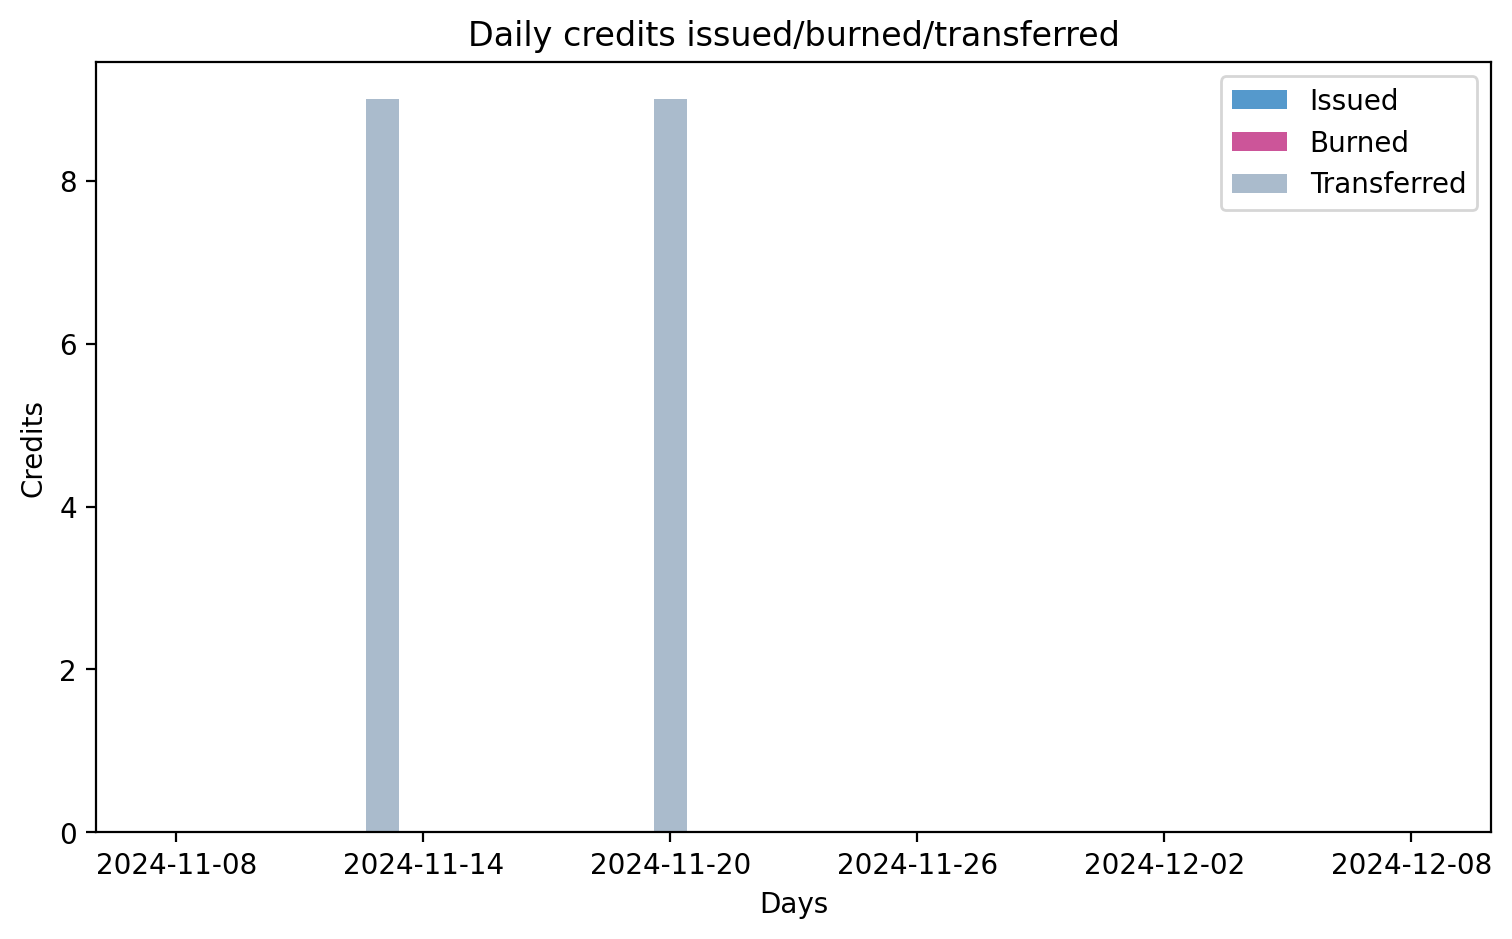 Daily credits issued/burned/transferred
Issued
Burned
Transferred
8
6
4
2
0
Credits
2024-11-08 2024-11-14 2024-11-20 2024-11-26 2024-12-02 2024-12-08
Days